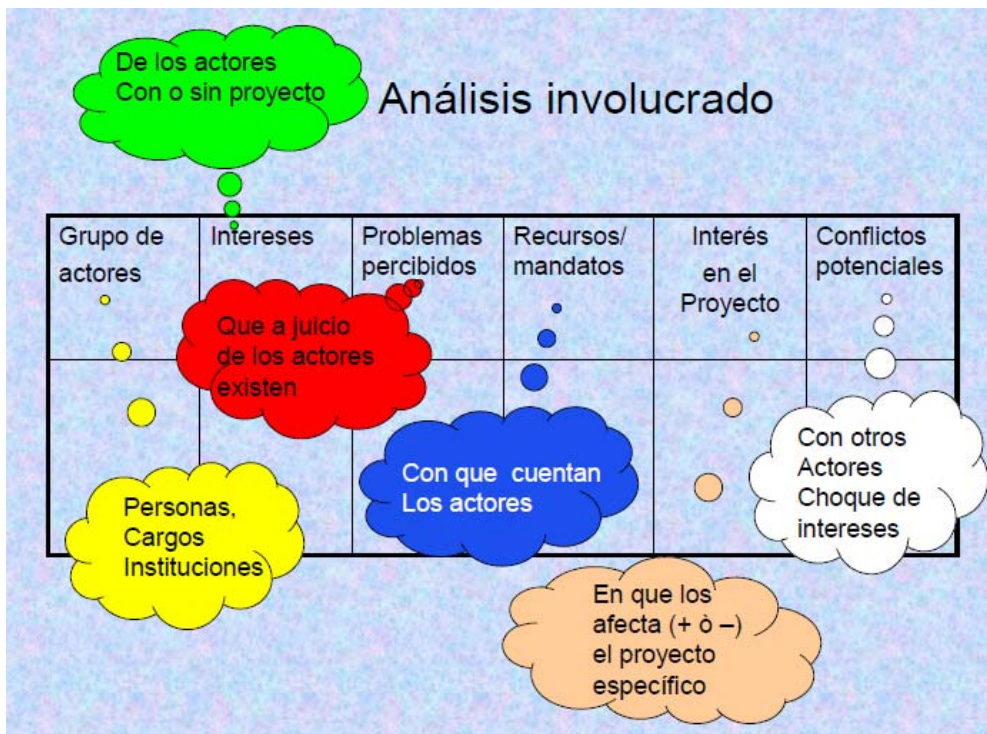 De los actores
Con o sin proyecto
Análisis involucrado
Grupo de
actores
Intereses
Problemas
percibidos
Recursos/
mandatos
Interés
en el
Proyecto
Conflictos
potenciales
Que a juicio
de los actores
existen
Con que cuentan
Los actores
Con otros
Actores
Choque de
intereses
Personas,
Cargos
Instituciones
En que los
afecta (+ ò –)
el proyecto
específico